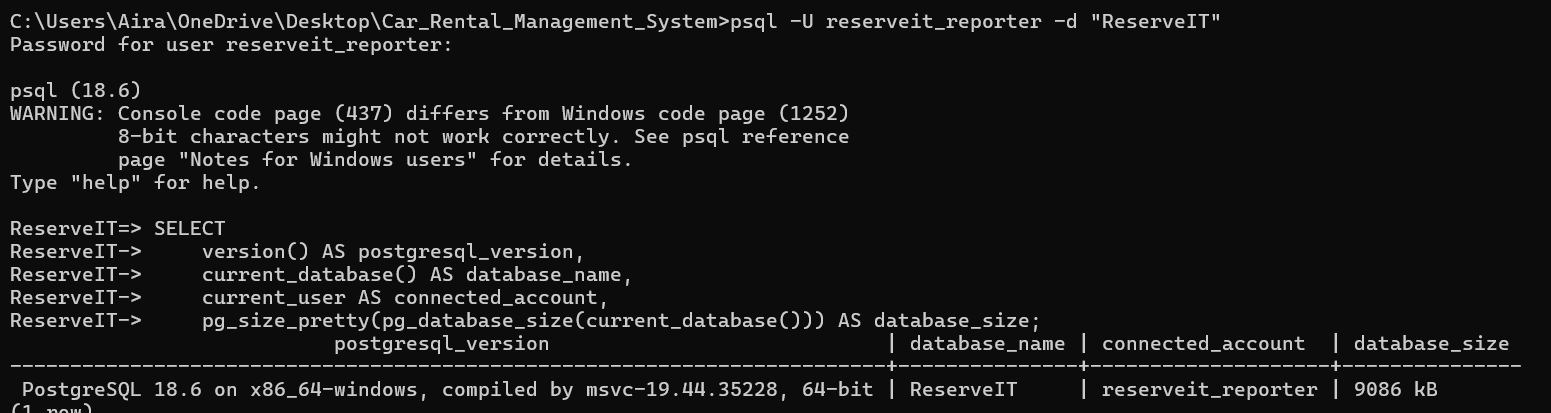 C:\Users\Aira\OneDrive\Desktop\Car_Rental_Management_System>psql -U reserveit_reporter -d "ReserveIT"
Password for user reserveit_reporter:

psql (18.6)
WARNING: Console code page (437) differs from Windows code page (1252)
         8-bit characters might not work correctly. See psql reference
         page "Notes for Windows users" for details.
Type "help" for help.

ReserveIT=> SELECT
ReserveIT->     version() AS postgresql_version,
ReserveIT->     current_database() AS database_name,
ReserveIT->     current_user AS connected_account,
ReserveIT->     pg_size_pretty(pg_database_size(current_database())) AS database_size;
                           postgresql_version                            | database_name | connected_account  | database_size
-------------------------------------------------------------------------+---------------+--------------------+---------------
 PostgreSQL 18.6 on x86_64-windows, compiled by msvc-19.44.35228, 64-bit | ReserveIT     | reserveit_reporter | 9086 kB
(1 row)